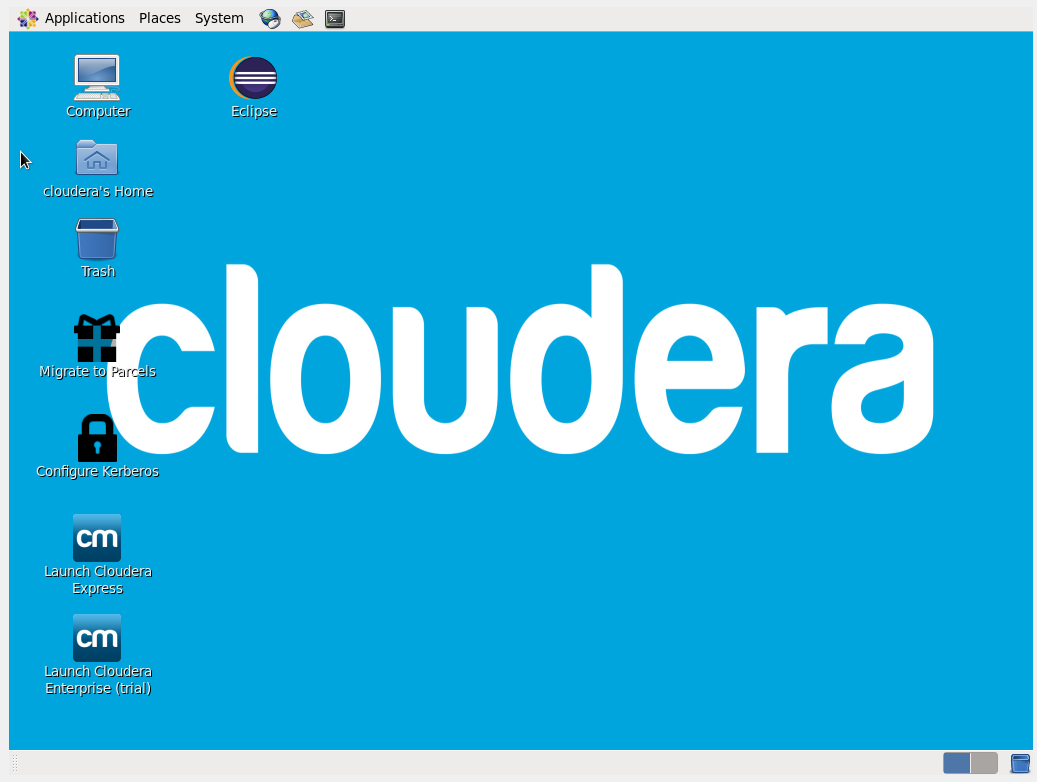 Applications Places System
Computer
Eclipse
cloudera's Home
Trash
cloudera
Migrate to Parcels
Configure Kerberos
cm
Launch Cloudera
Express
cm
Launch Cloudera
Enterprise (trial)